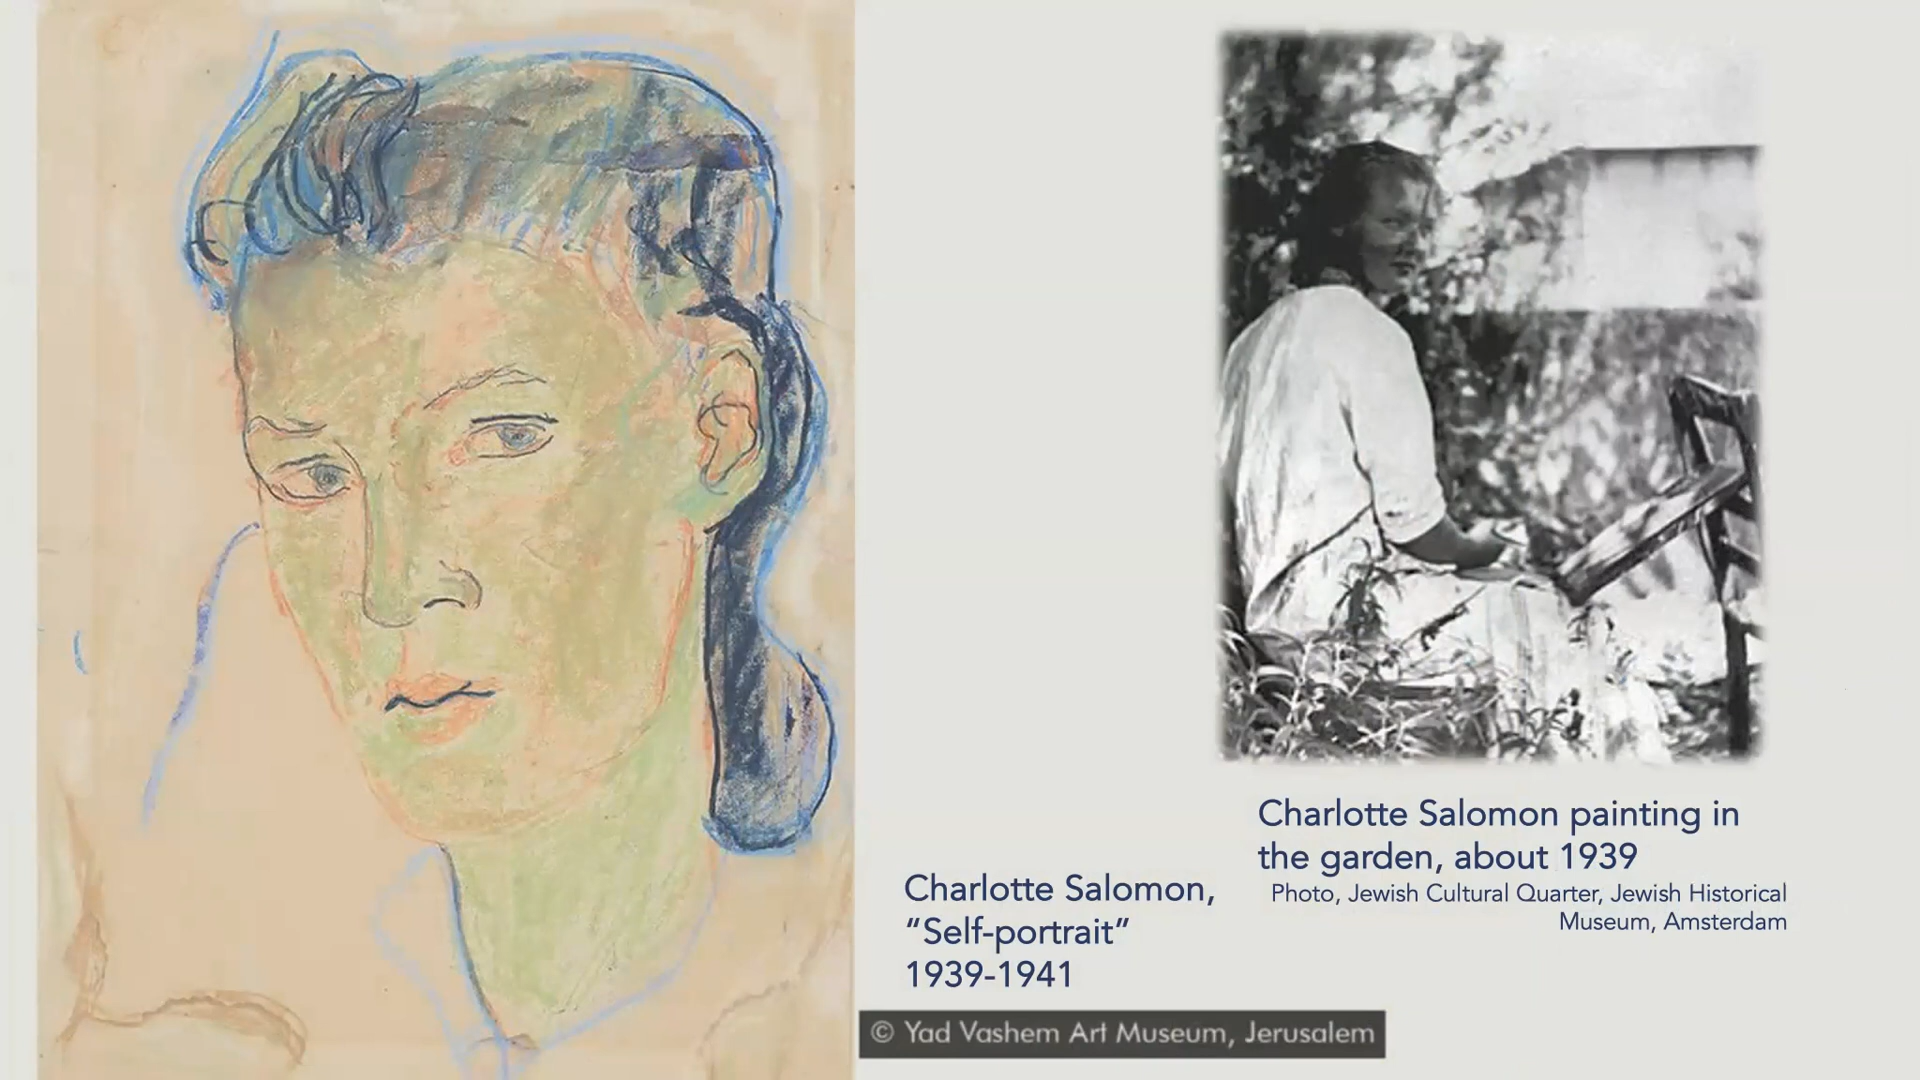 Charlotte Salomon painting in
the garden, about 1939
Photo, Jewish Cultural Quarter, Jewish Historical
Museum, Amsterdam
Charlotte Salomon,
“Self-portrait”
1939-1941
© Yad Vashem Art Museum, Jerusalem